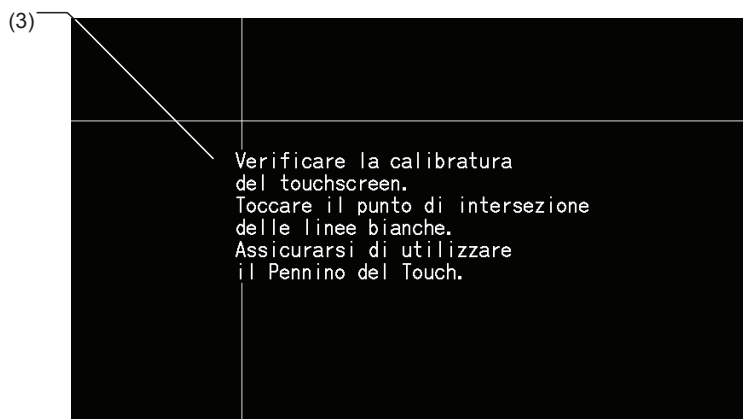 (3)
Verificare la calibratura
del touchscreen.
Toccare il punto di intersezione
delle linee bianche.
Assicurarsi di utilizzare
il Pennino del Touch.